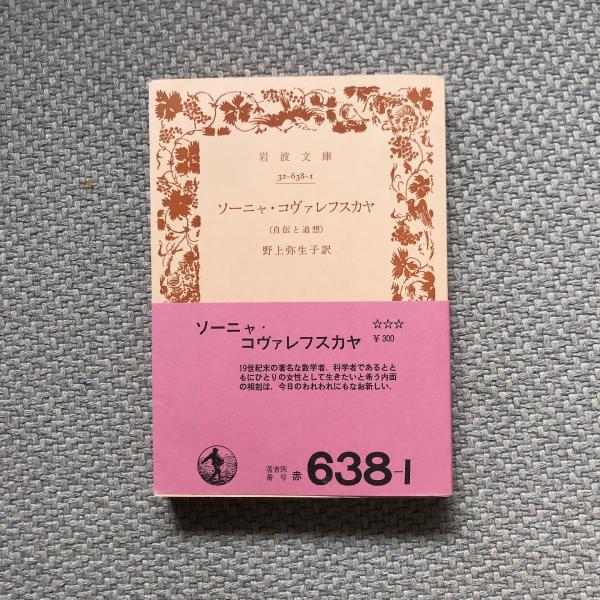 岩波文庫
32-638-1
ソーニャ・コヴァレフスカヤ
(自伝と追想)
野上弥生子訳
ソーニャ・
コヴァレフスカヤ
☆☆☆
¥300
19世紀末の著名な数学者，科学者であるとと
もにひとりの女性として生きたいと希う内面
の相剋は，今日のわれわれにもなお新しい．
著者別
番号 赤 638-1